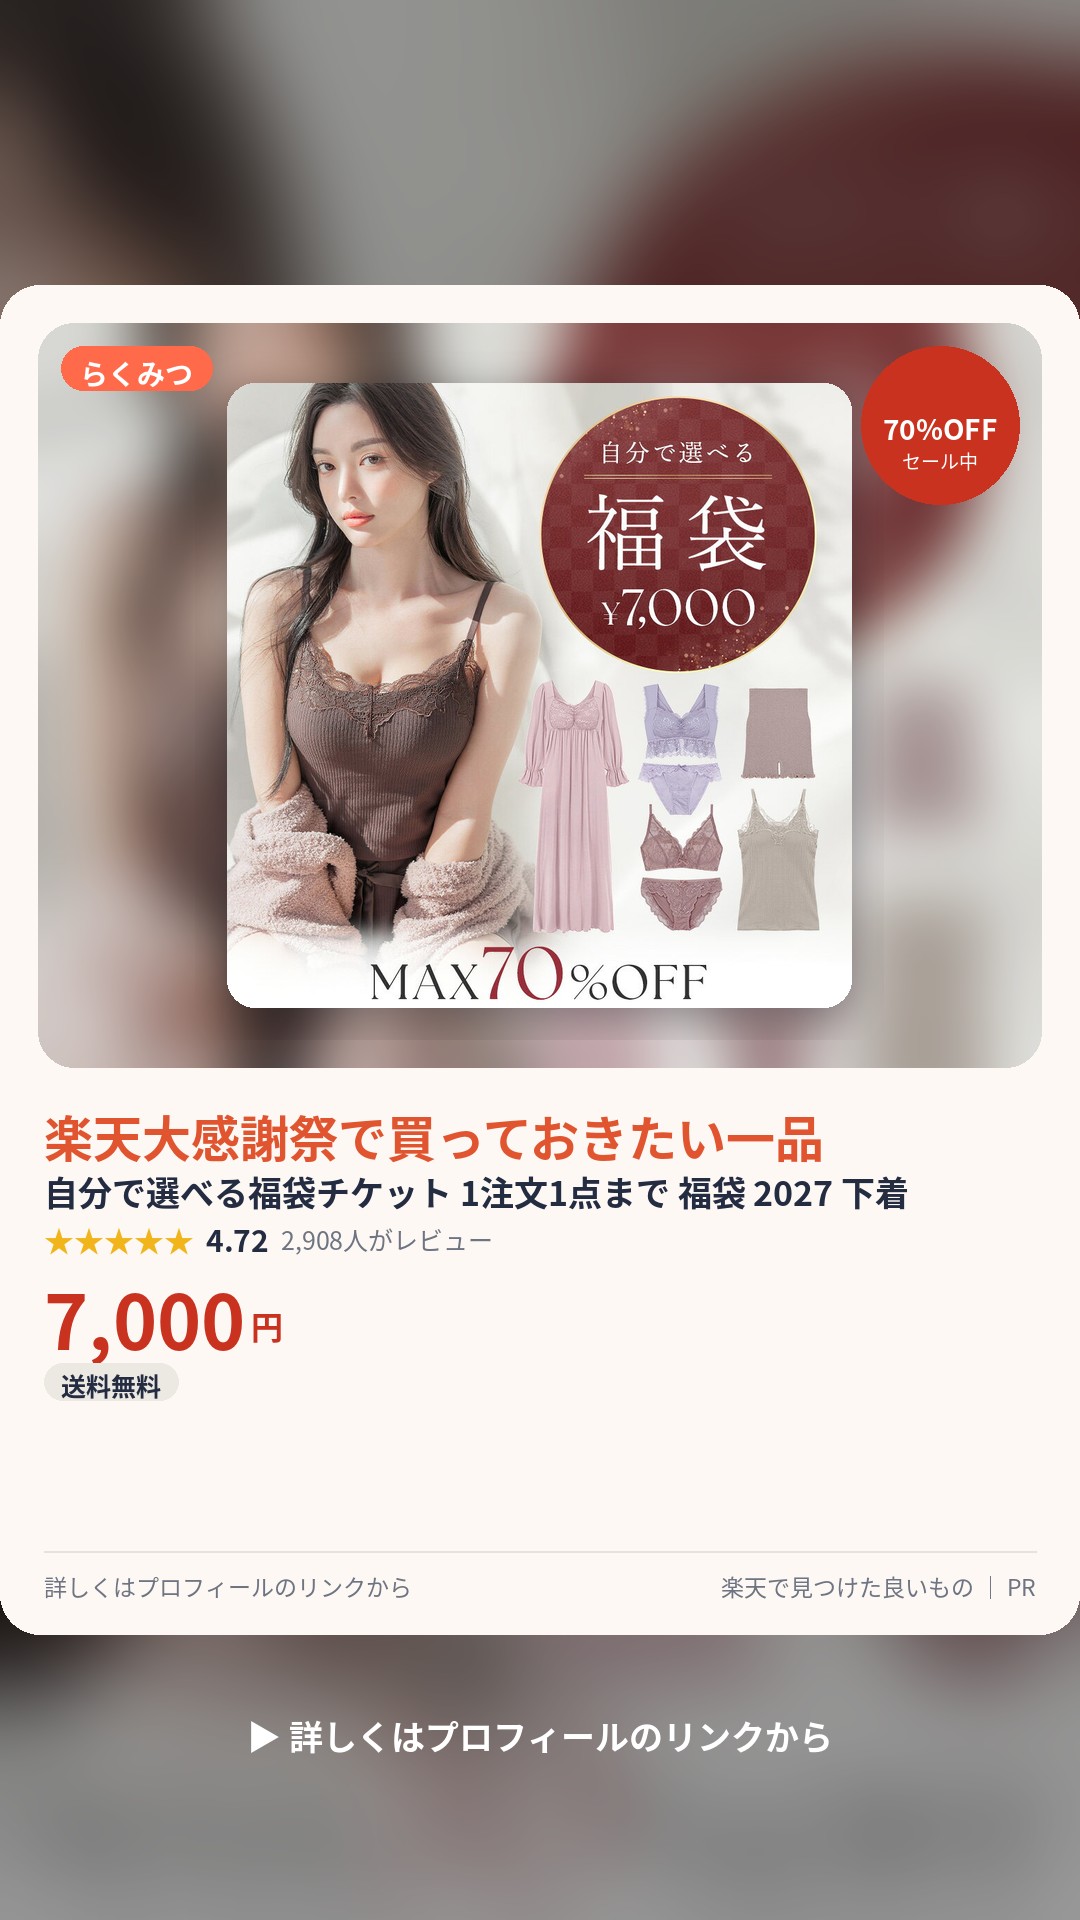 らくみつ
70%OFF
セール中
自分で選べる
福袋
¥7,000
MAX70%OFF
楽天大感謝祭で買っておきたい一品
自分で選べる福袋チケット 1注文1点まで 福袋 2027 下着
★★★★★ 4.72 2,908人がレビュー
7,000円
送料無料
詳しくはプロフィールのリンクから
楽天で見つけた良いもの｜PR
▶ 詳しくはプロフィールのリンクから